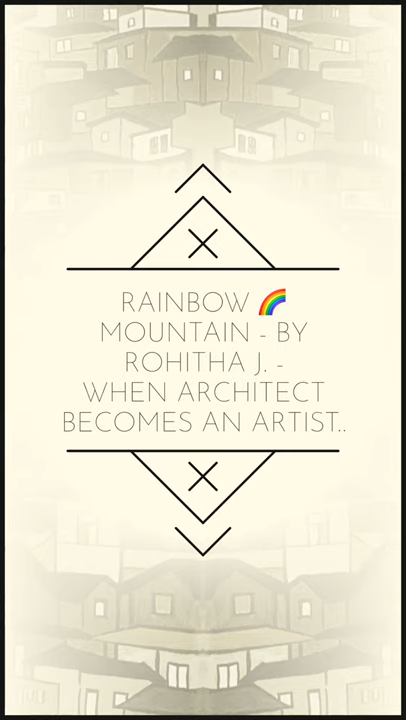 RAINBOW 🌈
MOUNTAIN - BY
ROHITHA J. -
WHEN ARCHITECT
BECOMES AN ARTIST..